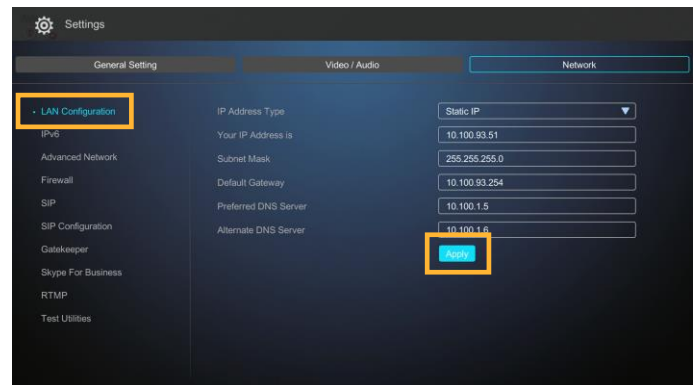 Settings
General Setting Video / Audio Network
• LAN Configuration IP Address Type Static IP
IPv6 Your IP Address is 10.100.93.51
Advanced Network Subnet Mask 255.255.255.0
Firewall Default Gateway 10.100.93.254
SIP Preferred DNS Server 10.100.1.5
SIP Configuration Alternate DNS Server 10.100.1.6
Gatekeeper Apply
Skype For Business
RTMP
Test Utilities